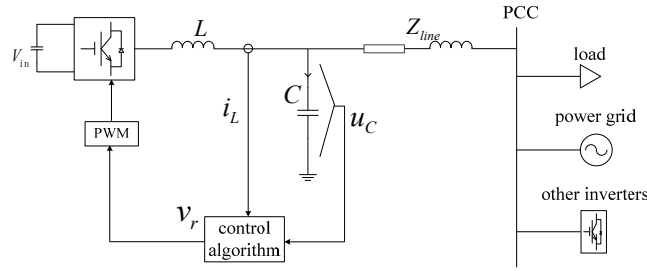 PCC
V_in
L
Z_line
load
i_L
C
u_C
power grid
PWM
other inverters
v_r
control
algorithm